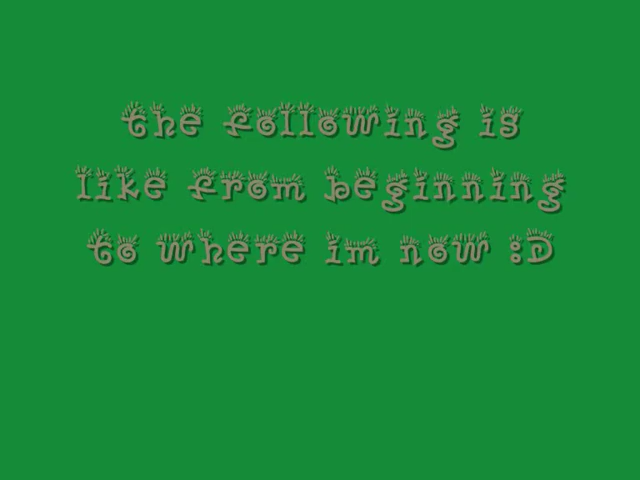 the following is
like from beginning
to where im now :D